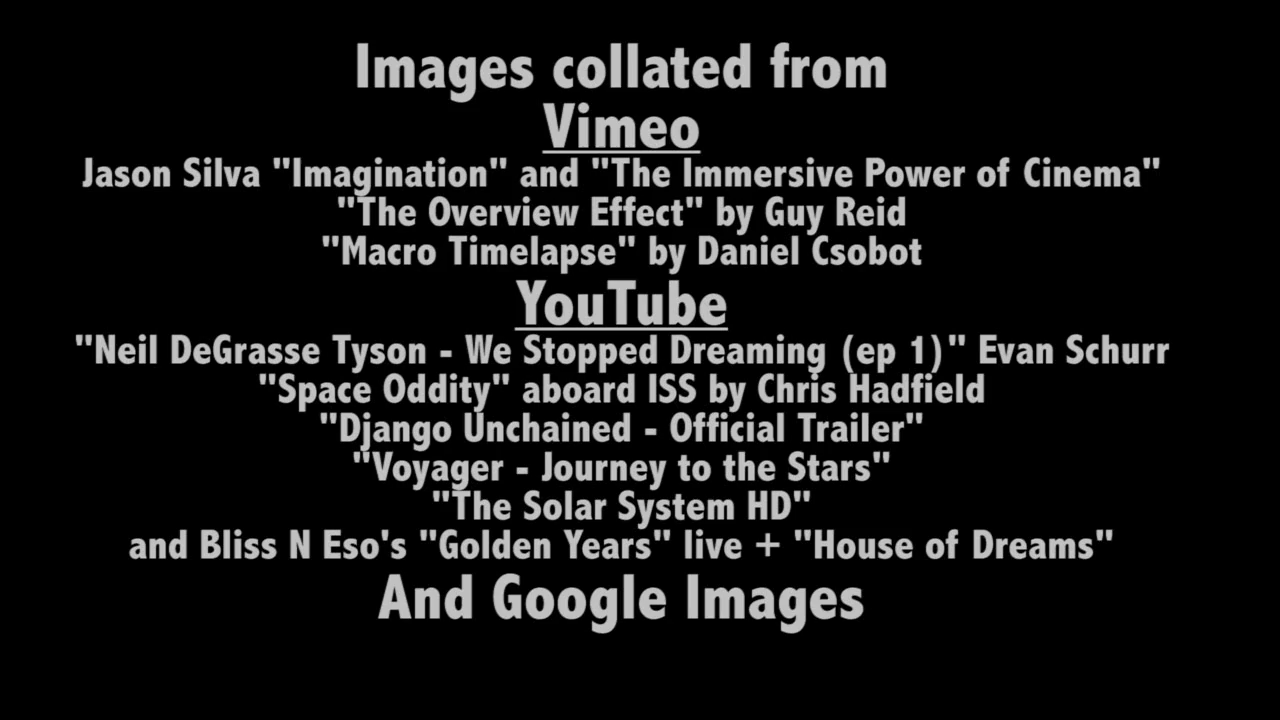 Images collated from
Vimeo
Jason Silva "Imagination" and "The Immersive Power of Cinema"
"The Overview Effect" by Guy Reid
"Macro Timelapse" by Daniel Csobot
YouTube
"Neil DeGrasse Tyson - We Stopped Dreaming (ep 1)" Evan Schurr
"Space Oddity" aboard ISS by Chris Hadfield
"Django Unchained - Official Trailer"
"Voyager - Journey to the Stars"
"The Solar System HD"
and Bliss N Eso's "Golden Years" live + "House of Dreams"
And Google Images